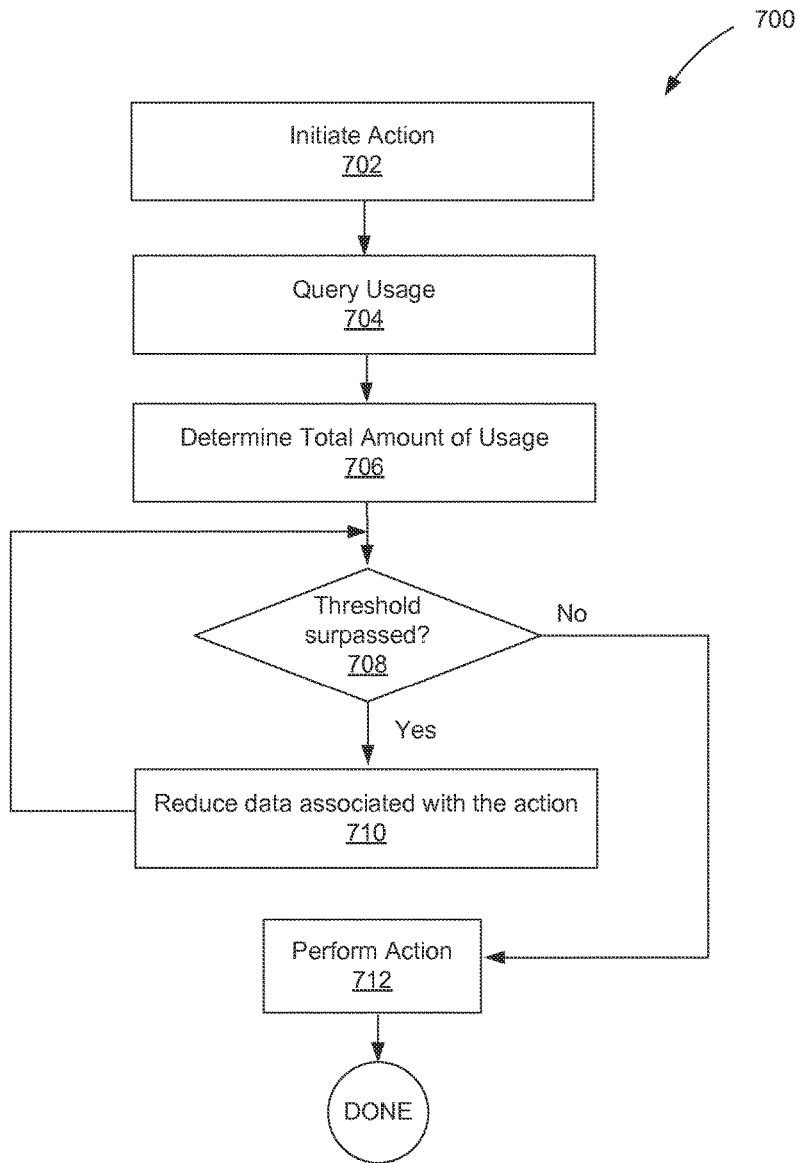 700
Initiate Action
702
Query Usage
704
Determine Total Amount of Usage
706
Threshold
surpassed?
708
No
Yes
Reduce data associated with the action
710
Perform Action
712
DONE